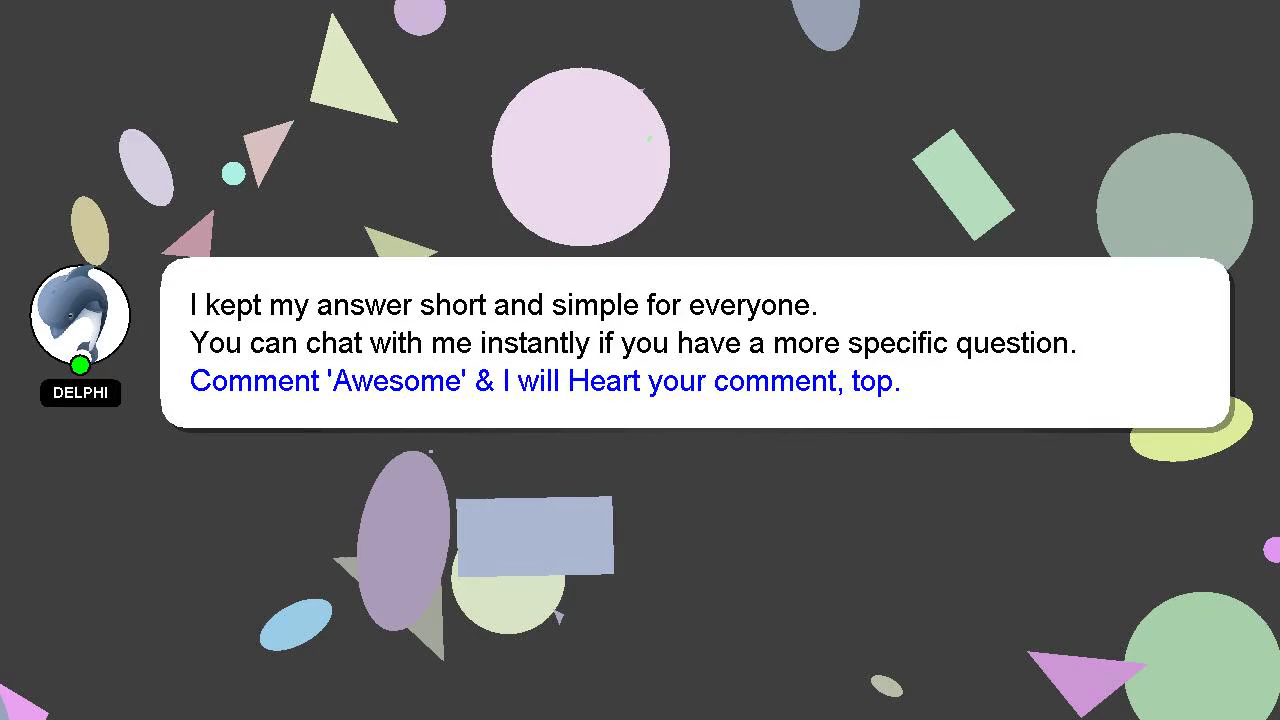 I kept my answer short and simple for everyone.
You can chat with me instantly if you have a more specific question.
Comment 'Awesome' & I will Heart your comment, top.
DELPHI